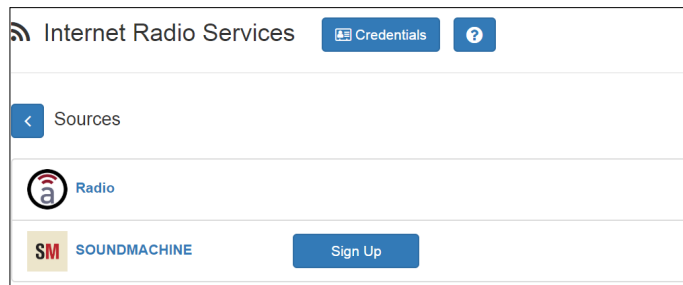 Internet Radio Services Credentials
Sources
a Radio
SM SOUNDMACHINE Sign Up